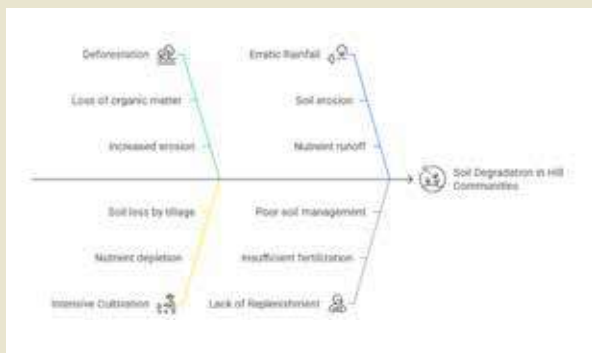 Deforestation
Erratic Rainfall
Loss of organic matter
Soil erosion
Increased erosion
Nutrient runoff
Soil Degradation in Hill
Communities
Soil loss by tillage
Poor soil management
Nutrient depletion
Insufficient fertilization
Intensive Cultivation
Lack of Replenishment